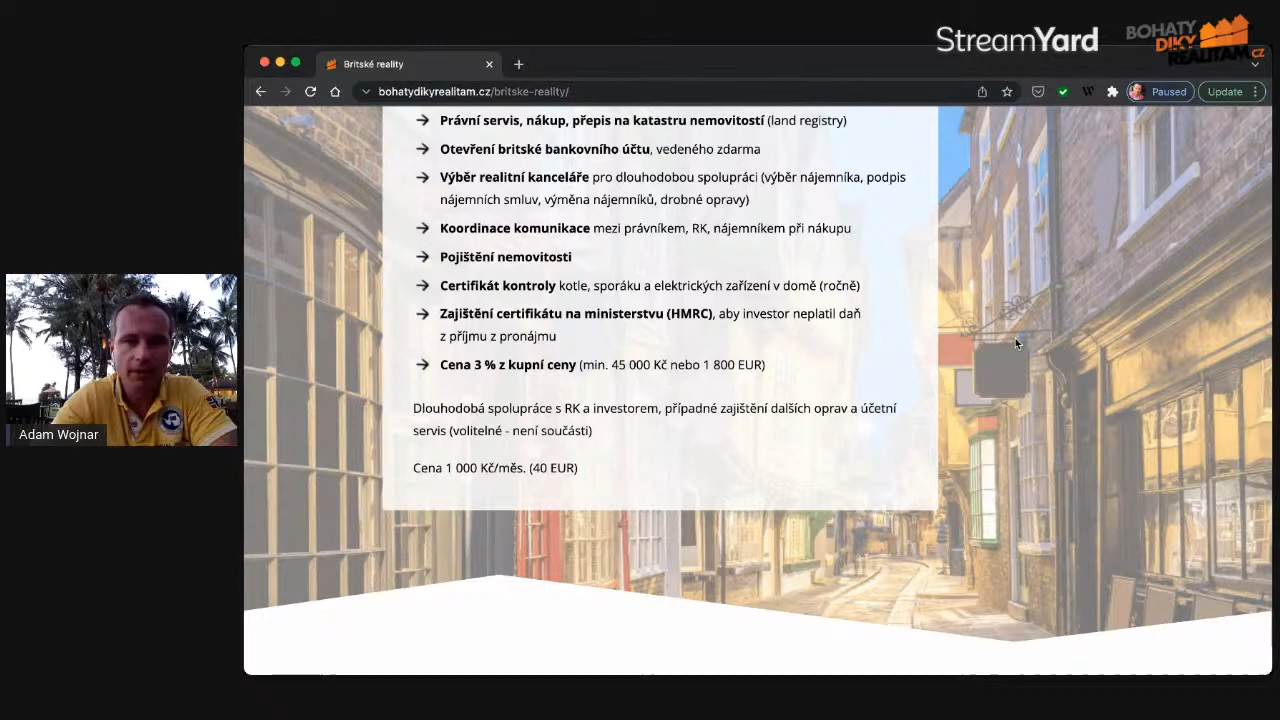 StreamYard
BOHATY
DIKY
REALITAM.CZ
Britské reality
bohatydikyrealitam.cz/britske-reality/
Paused
Update
Právní servis, nákup, přepis na katastru nemovitostí (land registry)
Otevření britské bankovního účtu, vedeného zdarma
Výběr realitní kanceláře pro dlouhodobou spolupráci (výběr nájemníka, podpis
nájemních smluv, výměna nájemníků, drobné opravy)
Koordinace komunikace mezi právníkem, RK, nájemníkem při nákupu
Pojištění nemovitosti
Certifikát kontroly kotle, sporáku a elektrických zařízení v domě (ročně)
Zajištění certifikátu na ministerstvu (HMRC), aby investor neplatil daň
z příjmu z pronájmu
Cena 3 % z kupní ceny (min. 45 000 Kč nebo 1 800 EUR)
Dlouhodobá spolupráce s RK a investorem, případné zajištění dalších oprav a účetní
servis (volitelné - není součásti)
Cena 1 000 Kč/měs. (40 EUR)
Adam Wojnar